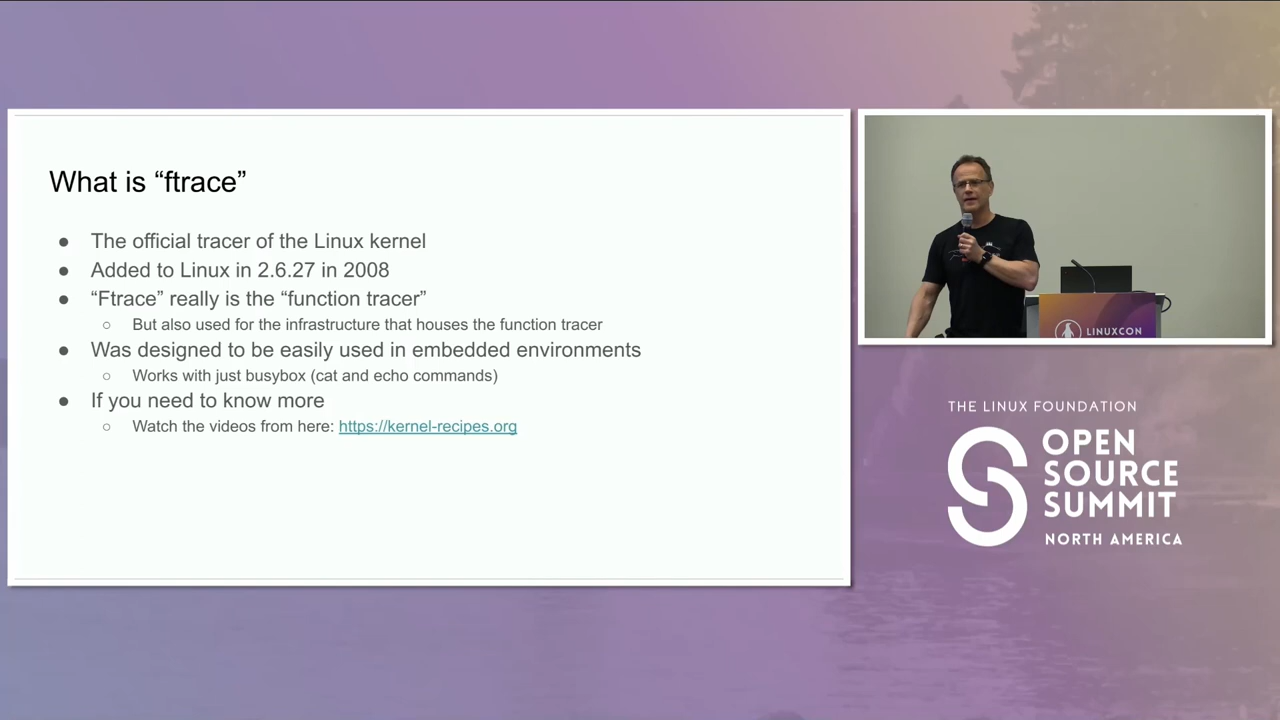 What is “ftrace”
● The official tracer of the Linux kernel
● Added to Linux in 2.6.27 in 2008
● “Ftrace” really is the “function tracer”
○ But also used for the infrastructure that houses the function tracer
● Was designed to be easily used in embedded environments
○ Works with just busybox (cat and echo commands)
● If you need to know more
○ Watch the videos from here: https://kernel-recipes.org
LINUXCON
THE LINUX FOUNDATION
OPEN
SOURCE
SUMMIT
NORTH AMERICA